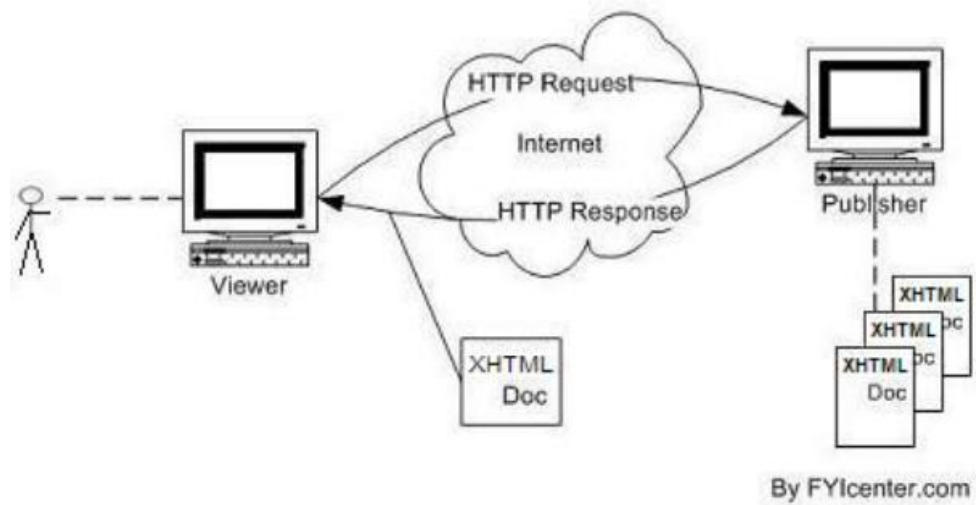 HTTP Request
Internet
HTTP Response
Viewer
Publisher
XHTML
Doc
XHTML
XHTML
XHTML
Doc
By FYIcenter.com